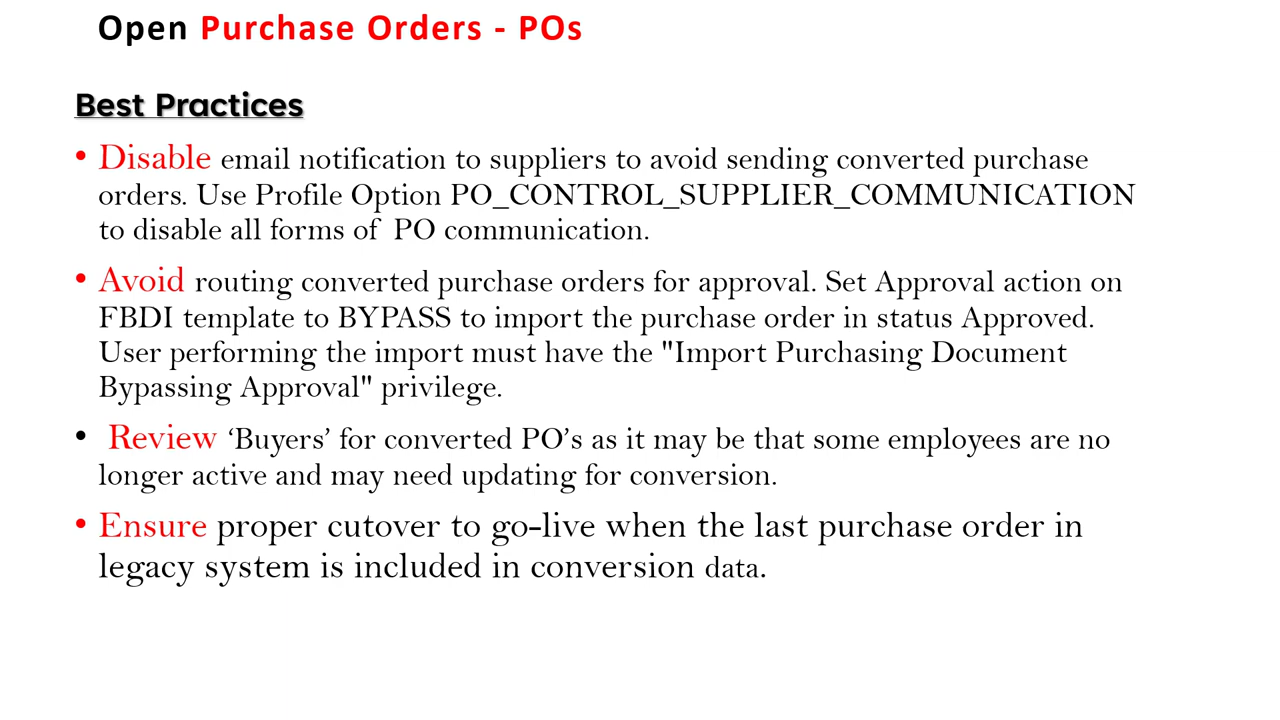 Open Purchase Orders - POs
Best Practices
• Disable email notification to suppliers to avoid sending converted purchase
orders. Use Profile Option PO_CONTROL_SUPPLIER_COMMUNICATION
to disable all forms of  PO communication.
• Avoid routing converted purchase orders for approval. Set Approval action on
FBDI template to BYPASS to import the purchase order in status Approved.
User performing the import must have the "Import Purchasing Document
Bypassing Approval" privilege.
• Review ‘Buyers’ for converted PO’s as it may be that some employees are no
longer active and may need updating for conversion.
• Ensure proper cutover to go-live when the last purchase order in
legacy system is included in conversion data.